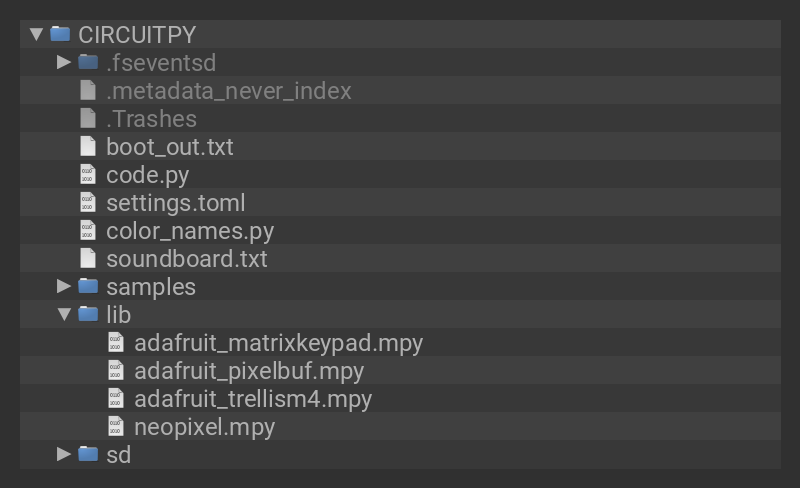 CIRCUITPY
.fseventsd
.metadata_never_index
.Trashes
boot_out.txt
code.py
settings.toml
color_names.py
soundboard.txt
samples
lib
adafruit_matrixkeypad.mpy
adafruit_pixelbuf.mpy
adafruit_trellism4.mpy
neopixel.mpy
sd